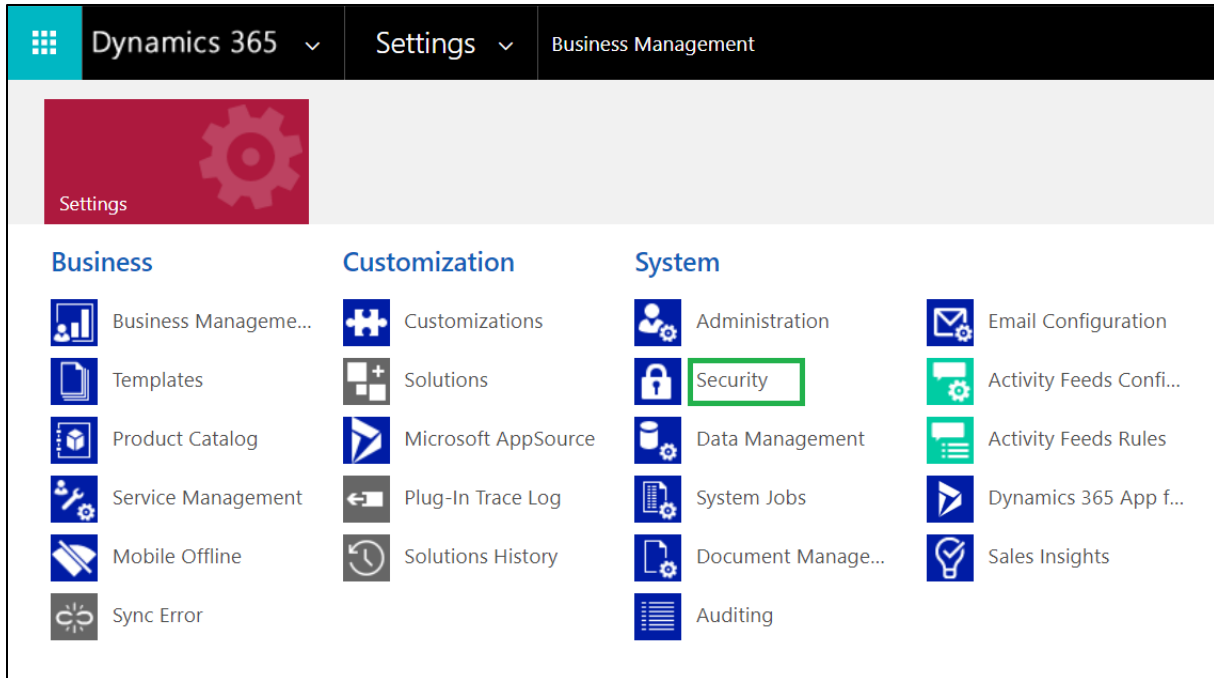 Dynamics 365
Settings
Business Management
Settings
Business
Business Manageme...
Templates
Product Catalog
Service Management
Mobile Offline
Sync Error
Customization
Customizations
Solutions
Microsoft AppSource
Plug-In Trace Log
Solutions History
System
Administration
Security
Data Management
System Jobs
Document Manage...
Auditing
Email Configuration
Activity Feeds Confi...
Activity Feeds Rules
Dynamics 365 App f...
Sales Insights